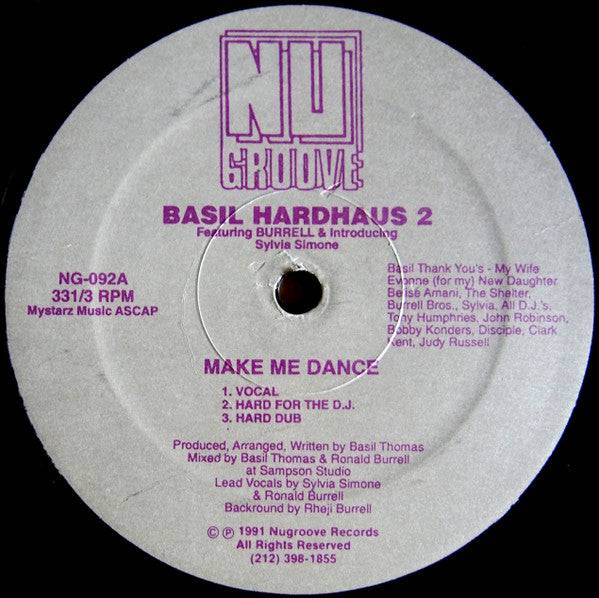 NU
GROOVE
BASIL HARDHAUS 2
Featuring BURRELL & Introducing
Sylvia Simone
NG-092A
331/3 RPM
Mystarz Music ASCAP
Basil Thank You's - My Wife
Evonne (for my) New Daughter
Belisé Amani, The Shelter,
Burrell Bros., Sylvia, All D.J.'s,
Tony Humphries, John Robinson,
Bobby Konders, Disciple, Clark
Kent, Judy Russell
MAKE ME DANCE
1. VOCAL
2. HARD FOR THE D.J.
3. HARD DUB
Produced, Arranged, Written by Basil Thomas
Mixed by Basil Thomas & Ronald Burrell
at Sampson Studio
Lead Vocals by Sylvia Simone
& Ronald Burrell
Backround by Rheji Burrell
© ℗ 1991 Nugroove Records
All Rights Reserved
(212) 398-1855